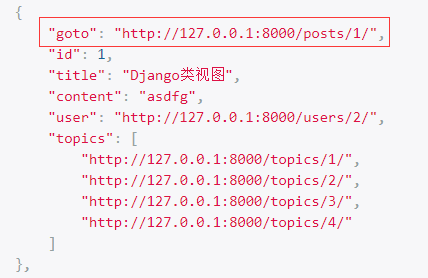 {
"goto": "http://127.0.0.1:8000/posts/1/",
"id": 1,
"title": "Django类视图",
"content": "asdfg",
"user": "http://127.0.0.1:8000/users/2/",
"topics": [
"http://127.0.0.1:8000/topics/1/",
"http://127.0.0.1:8000/topics/2/",
"http://127.0.0.1:8000/topics/3/",
"http://127.0.0.1:8000/topics/4/"
]
},